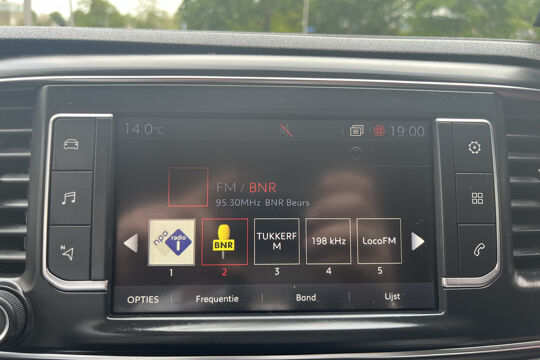 14.0°C 19:00
FM / BNR
95.30MHz BNR Beurs
npo radio 1
BNR
TUKKERF
M
198 kHz
LocoFM
1 2 3 4 5
OPTIES Frequentie Band Lijst
N